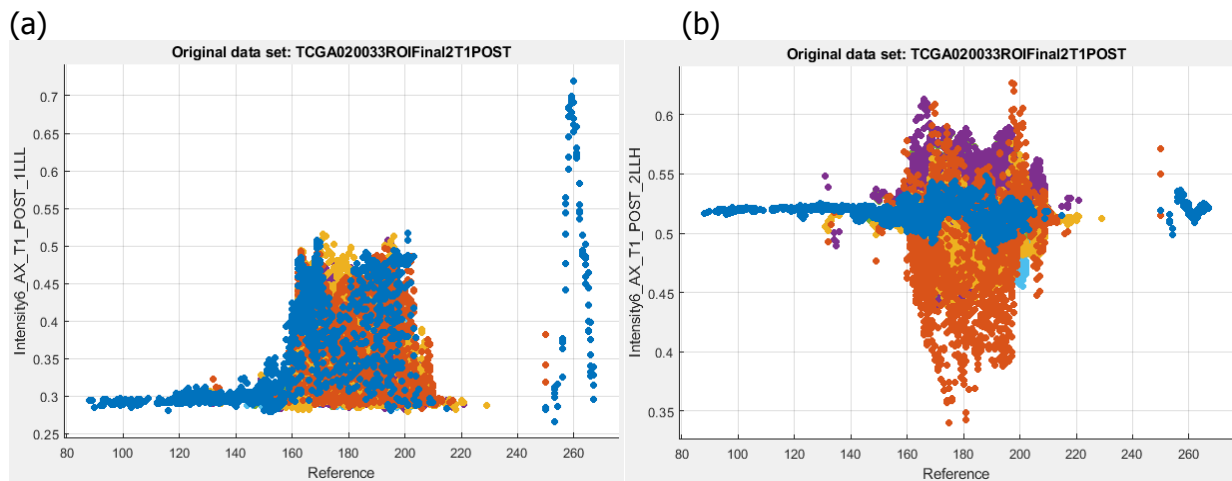 (a)
Original data set: TCGA020033ROIFinal2T1POST
Intensity6_AX_T1_POST_1LLL
0.7
0.65
0.6
0.55
0.5
0.45
0.4
0.35
0.3
0.25
80 100 120 140 160 180 200 220 240 260
Reference
(b)
Original data set: TCGA020033ROIFinal2T1POST
Intensity6_AX_T1_POST_2LLH
0.6
0.55
0.5
0.45
0.4
0.35
80 100 120 140 160 180 200 220 240 260
Reference